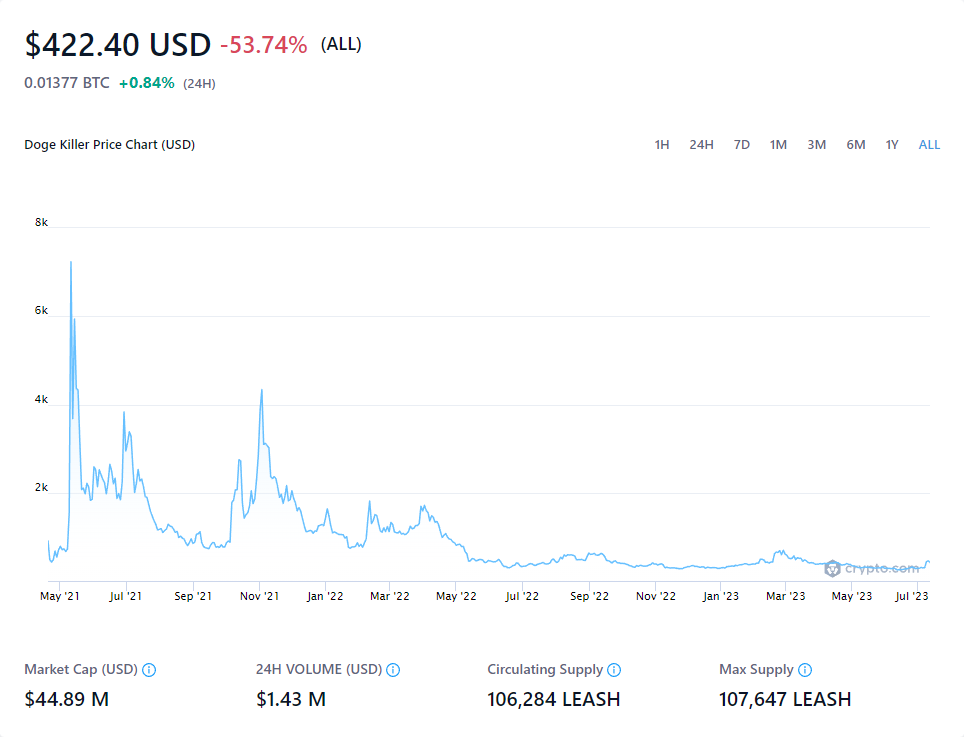 $422.40 USD -53.74% (ALL)
0.01377 BTC +0.84% (24H)
Doge Killer Price Chart (USD) 1H 24H 7D 1M 3M 6M 1Y ALL
8k
6k
4k
2k
crypto.com
May '21 Jul '21 Sep '21 Nov '21 Jan '22 Mar '22 May '22 Jul '22 Sep '22 Nov '22 Jan '23 Mar '23 May '23 Jul '23
Market Cap (USD) 24H VOLUME (USD) Circulating Supply Max Supply
$44.89 M $1.43 M 106,284 LEASH 107,647 LEASH